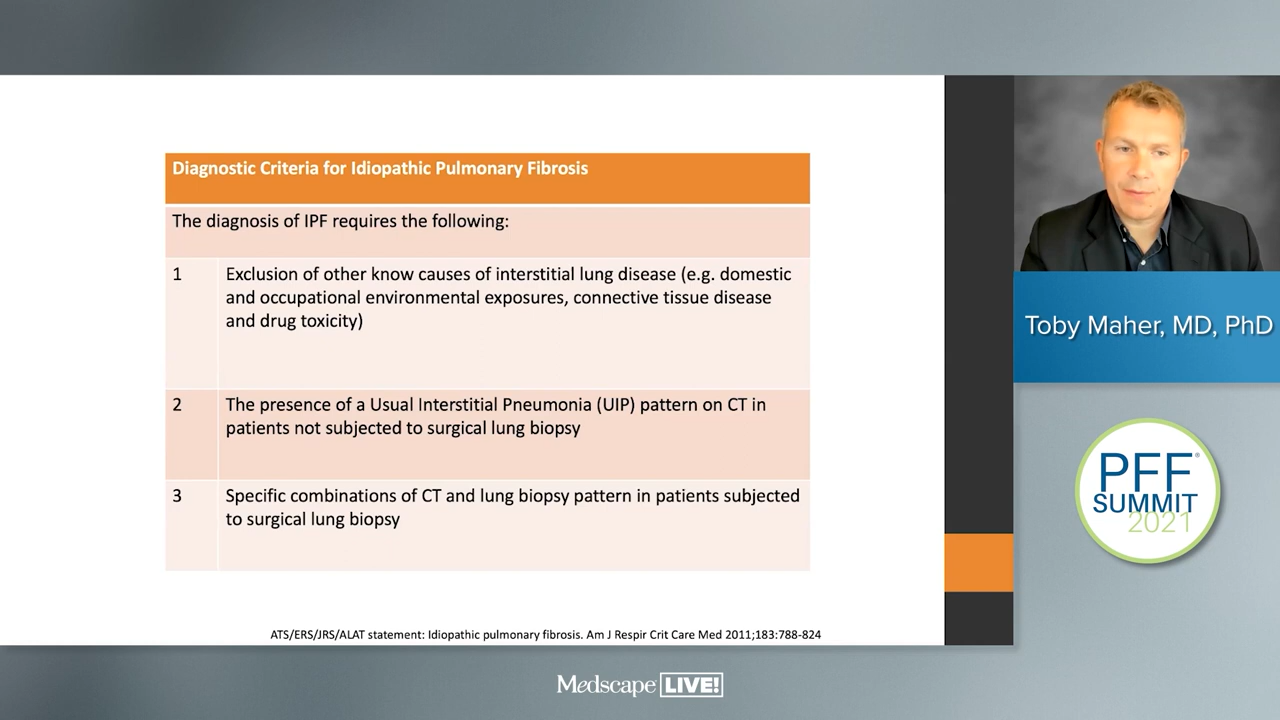 Diagnostic Criteria for Idiopathic Pulmonary Fibrosis
The diagnosis of IPF requires the following:
1
Exclusion of other know causes of interstitial lung disease (e.g. domestic
and occupational environmental exposures, connective tissue disease
and drug toxicity)
2
The presence of a Usual Interstitial Pneumonia (UIP) pattern on CT in
patients not subjected to surgical lung biopsy
3
Specific combinations of CT and lung biopsy pattern in patients subjected
to surgical lung biopsy
ATS/ERS/JRS/ALAT statement: Idiopathic pulmonary fibrosis. Am J Respir Crit Care Med 2011;183:788-824
Toby Maher, MD, PhD
PFF®
SUMMIT
2021
Medscape LIVE!